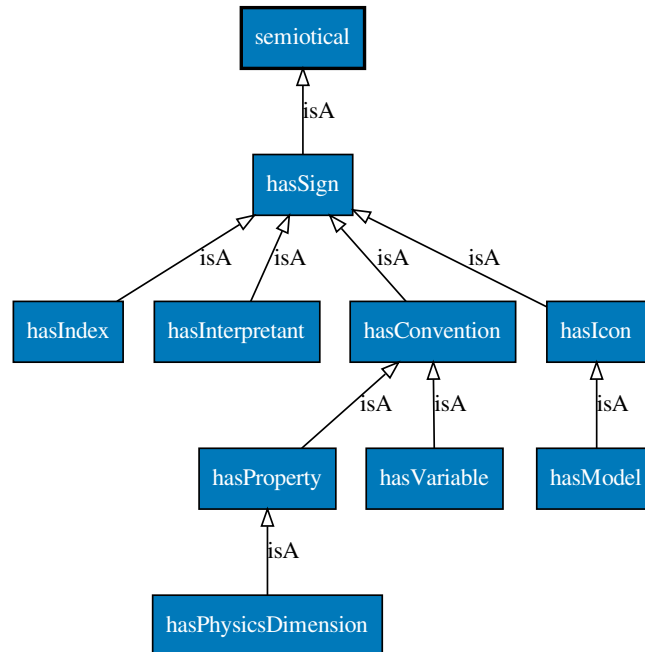 semiotical
isA
hasSign
isA
isA
isA
isA
hasIndex
hasInterpretant
hasConvention
hasIcon
isA
isA
isA
hasProperty
hasVariable
hasModel
isA
hasPhysicsDimension